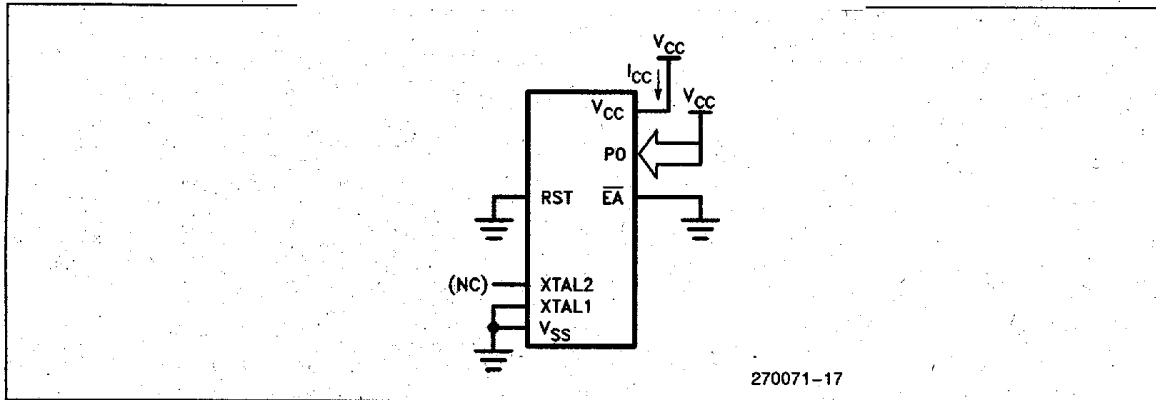 VCC
ICC
VCC
VCC
P0
RST
EA
(NC)
XTAL2
XTAL1
VSS
270071-17